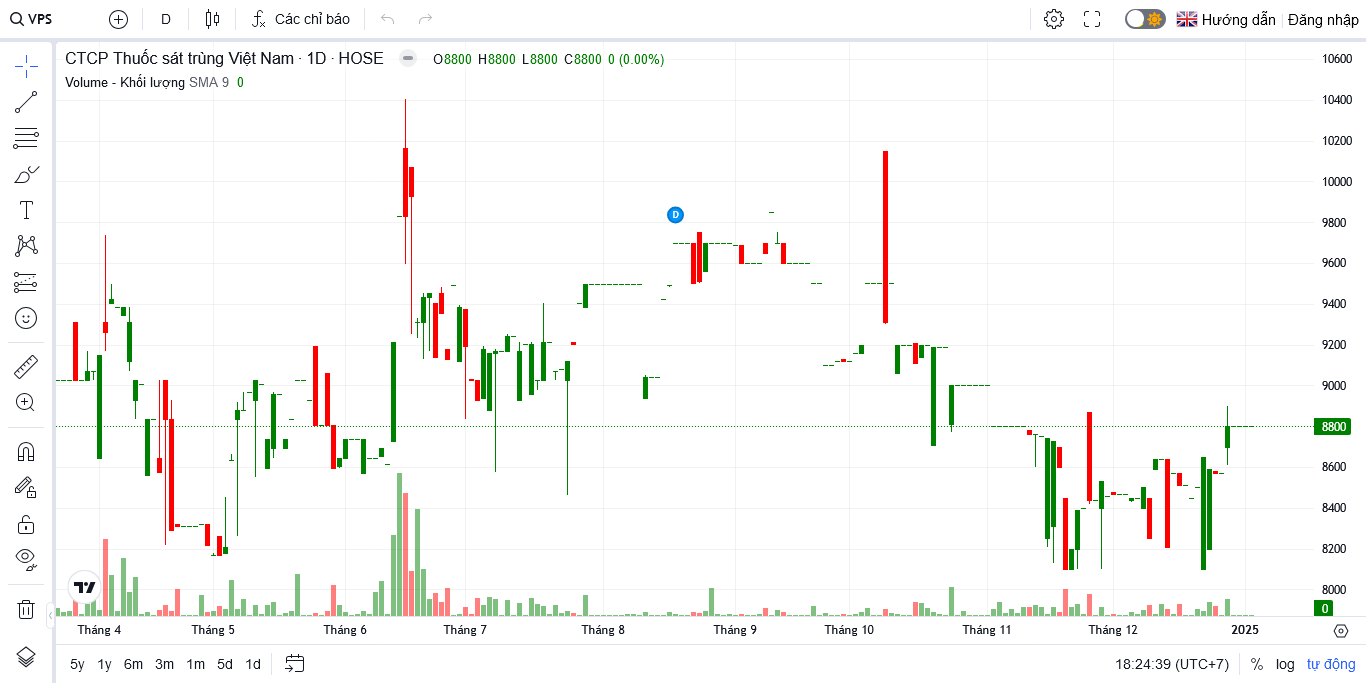 VPS D Các chỉ báo Hướng dẫn Đăng nhập
CTCP Thuốc sát trùng Việt Nam · 1D · HOSE O8800 H8800 L8800 C8800 0 (0.00%)
Volume - Khối lượng SMA 9 0
10600
10400
10200
10000
9800
D
9600
9400
9200
9000
8800
8600
8400
8200
8000
0
Tháng 4 Tháng 5 Tháng 6 Tháng 7 Tháng 8 Tháng 9 Tháng 10 Tháng 11 Tháng 12 2025
5y 1y 6m 3m 1m 5d 1d 18:24:39 (UTC+7) % log tự động